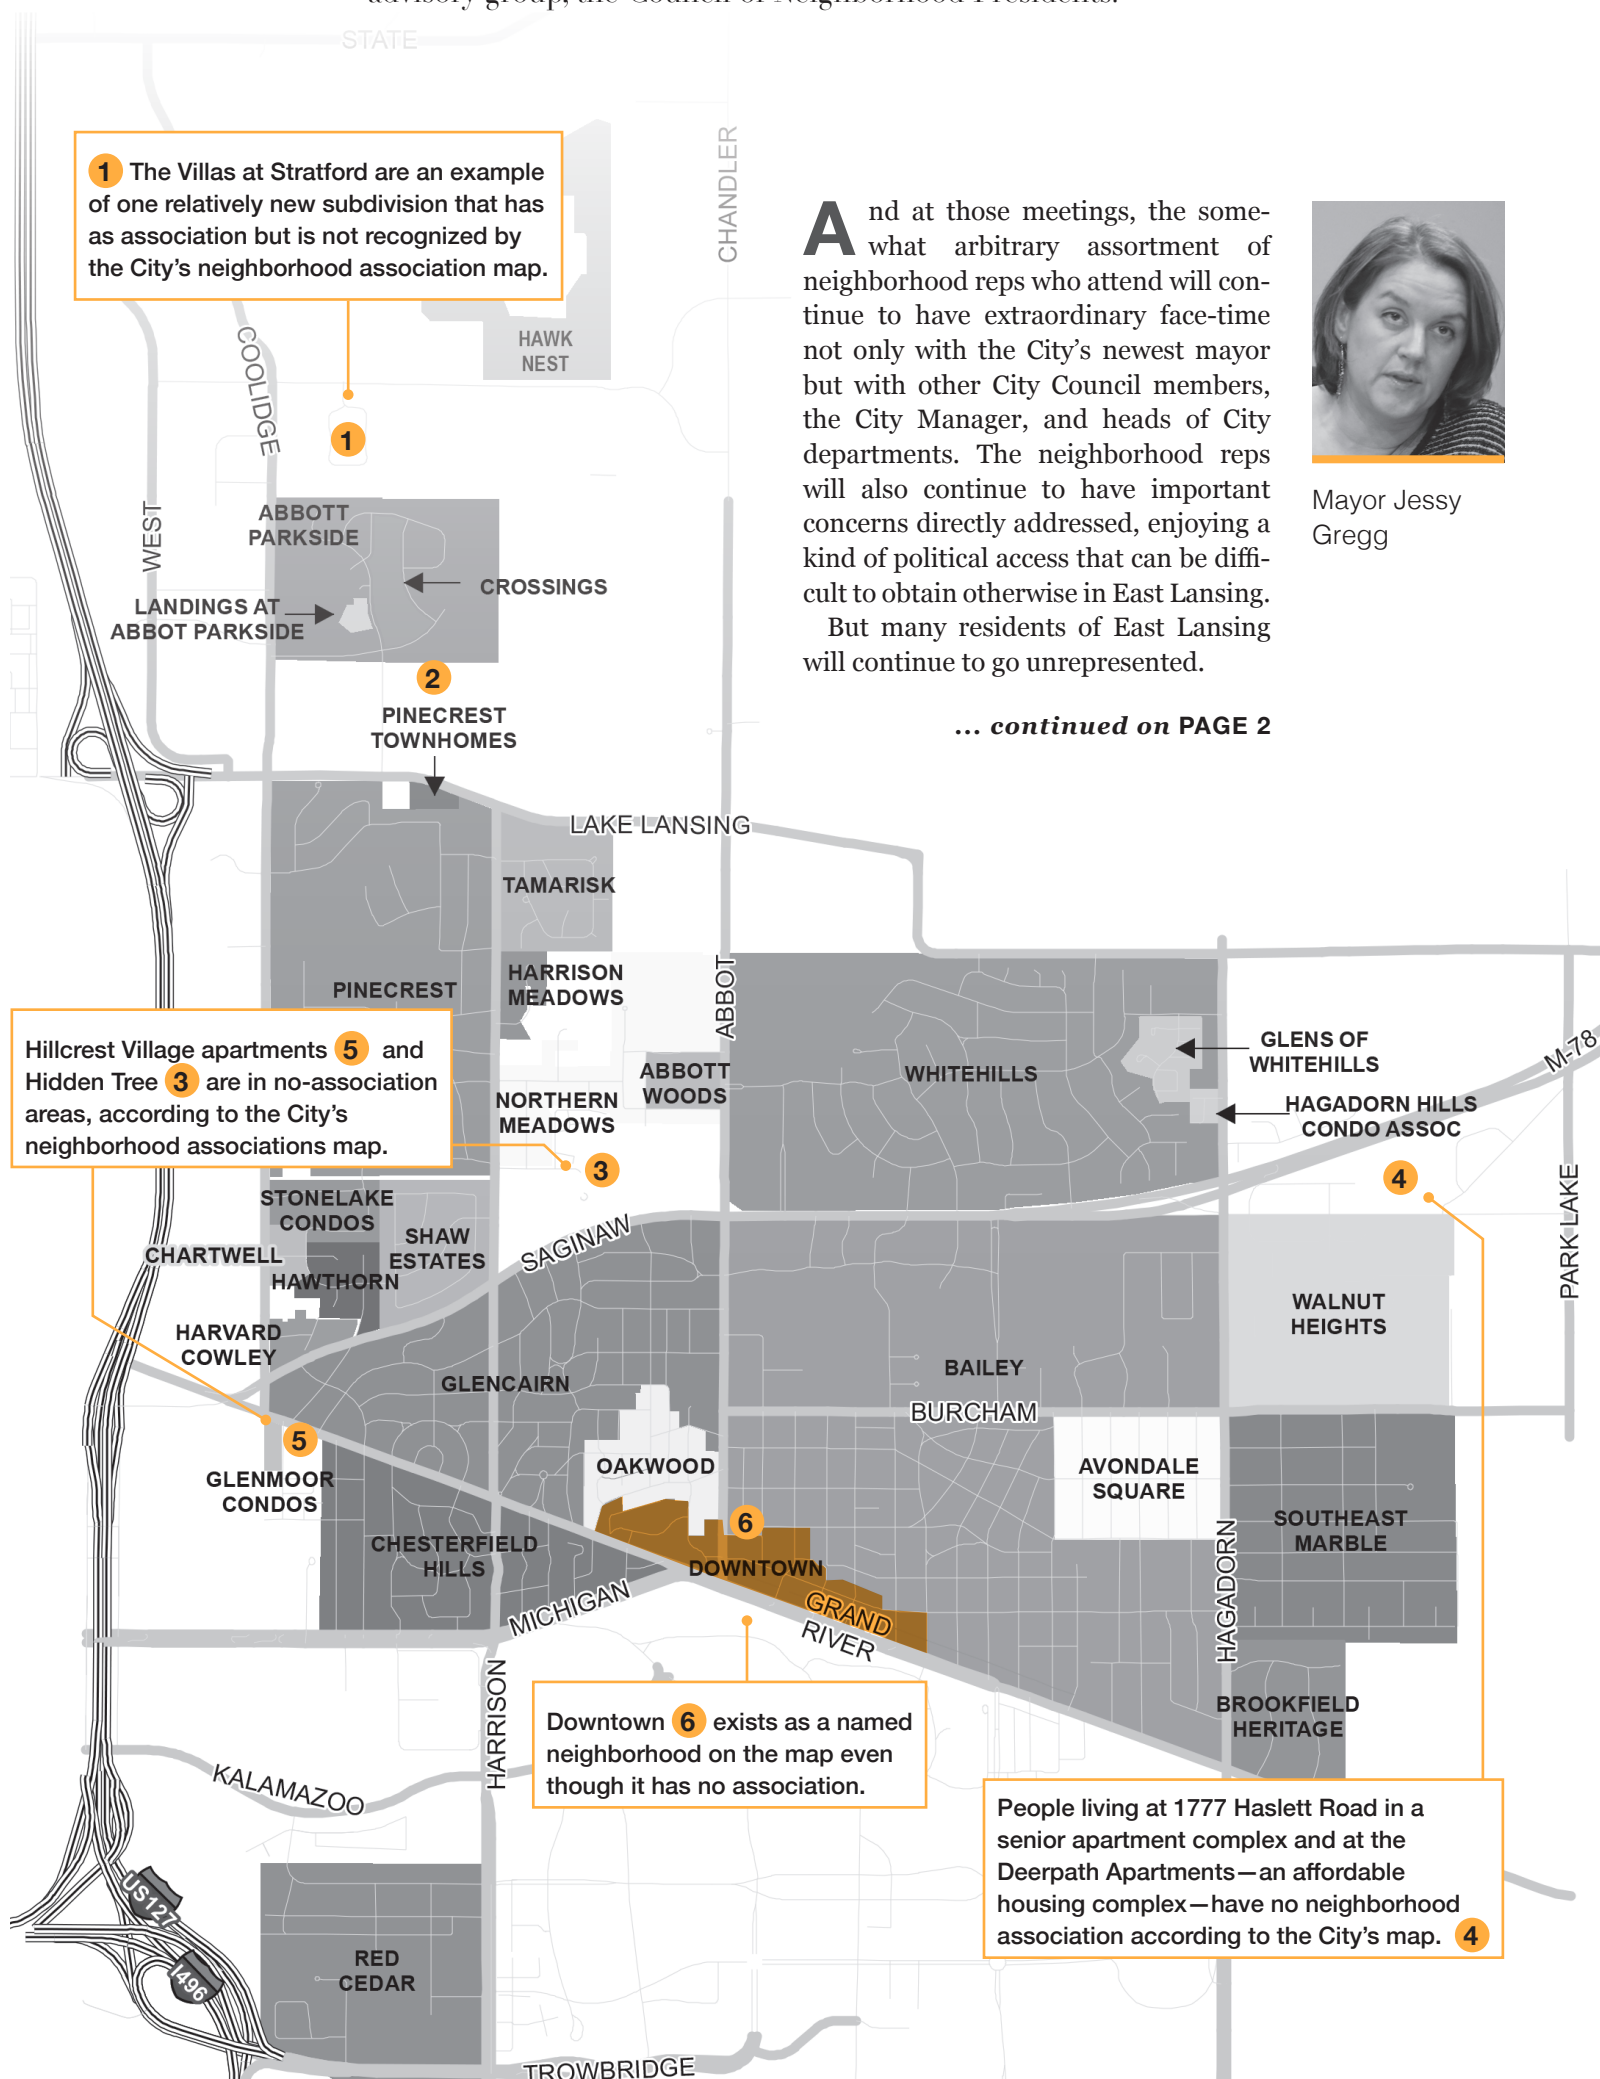 advisory group, the Council of Neighborhood Presidents.
STATE
1 The Villas at Stratford are an example
of one relatively new subdivision that has
as association but is not recognized by
the City's neighborhood association map.
CHANDLER
HAWK
NEST
COOLIDGE
1
WEST
And at those meetings, the some-
what arbitrary assortment of
neighborhood reps who attend will con-
tinue to have extraordinary face-time
not only with the City's newest mayor
but with other City Council members,
the City Manager, and heads of City
departments. The neighborhood reps
will also continue to have important
concerns directly addressed, enjoying a
kind of political access that can be diffi-
cult to obtain otherwise in East Lansing.
But many residents of East Lansing
will continue to go unrepresented.
... continued on PAGE 2
Mayor Jessy
Gregg
ABBOTT
PARKSIDE
CROSSINGS
LANDINGS AT
ABBOT PARKSIDE
2
PINECREST
TOWNHOMES
LAKE LANSING
TAMARISK
PINECREST
HARRISON
MEADOWS
ABBOT
Hillcrest Village apartments 5 and
Hidden Tree 3 are in no-association
areas, according to the City's
neighborhood associations map.
ABBOTT
WOODS
NORTHERN
MEADOWS
3
WHITEHILLS
GLENS OF
WHITEHILLS
M-78
HAGADORN HILLS
CONDO ASSOC
4
PARK LAKE
STONELAKE
CONDOS
SHAW
ESTATES
SAGINAW
CHARTWELL
HAWTHORN
HARVARD
COWLEY
WALNUT
HEIGHTS
GLENCAIRN
BAILEY
BURCHAM
5
GLENMOOR
CONDOS
OAKWOOD
AVONDALE
SQUARE
6
SOUTHEAST
MARBLE
CHESTERFIELD
HILLS
DOWNTOWN
HAGADORN
MICHIGAN
GRAND
RIVER
HARRISON
BROOKFIELD
HERITAGE
Downtown 6 exists as a named
neighborhood on the map even
though it has no association.
KALAMAZOO
People living at 1777 Haslett Road in a
senior apartment complex and at the
Deerpath Apartments—an affordable
housing complex—have no neighborhood
association according to the City's map. 4
US127
I496
RED
CEDAR
TROWBRIDGE